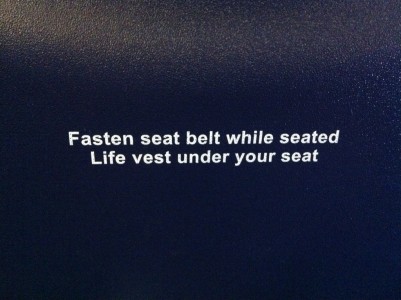 Fasten seat belt while seated
Life vest under your seat